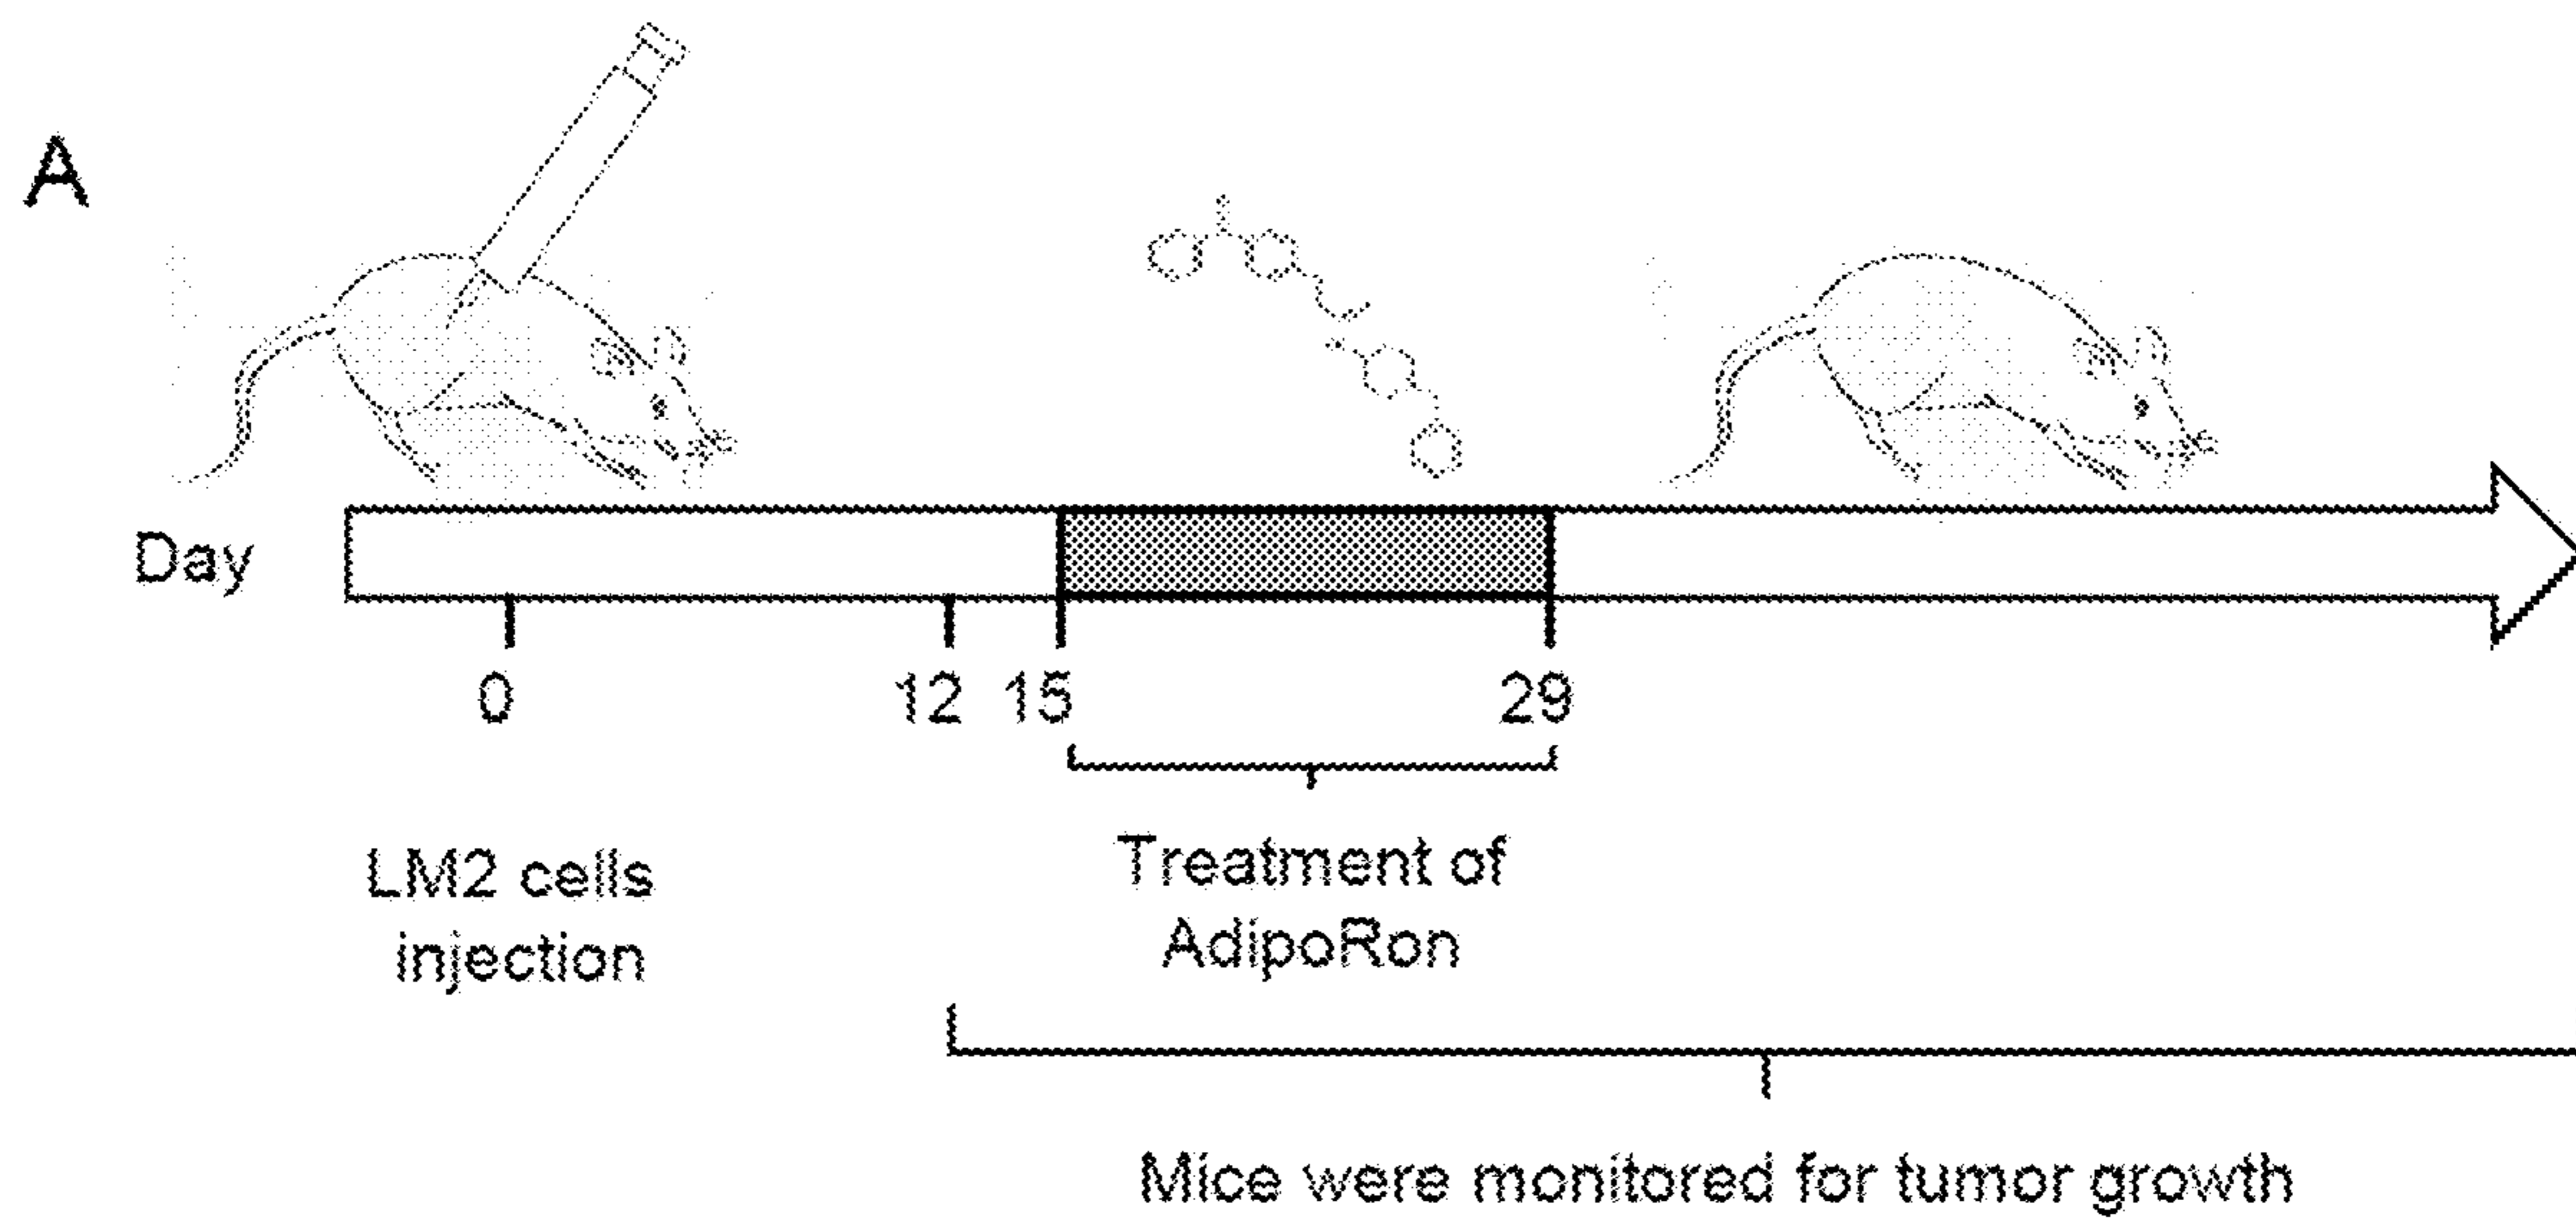 A
Day
0 12 15 29
LM2 cells
injection
Treatment of
AdipoRon
Mice were monitored for tumor growth